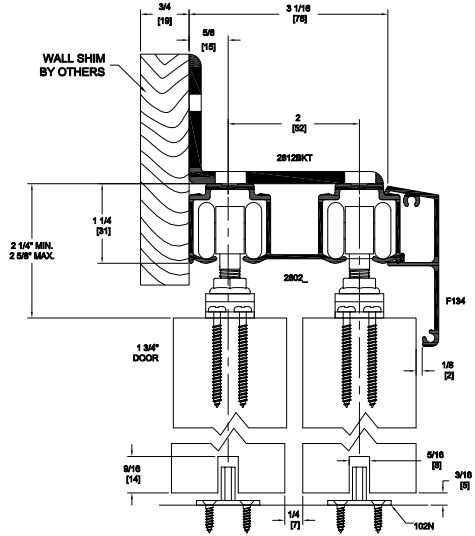 3/4
[19]
3 1/16
[78]
5/8
[15]
WALL SHIM
BY OTHERS
2
[52]
2812BKT
1 1/4
[31]
2 1/4" MIN.
2 5/8" MAX.
2802_
F134
1 3/4"
DOOR
1/8
[2]
9/16
[14]
5/16
[8]
3/16
[5]
1/4
[7]
102N